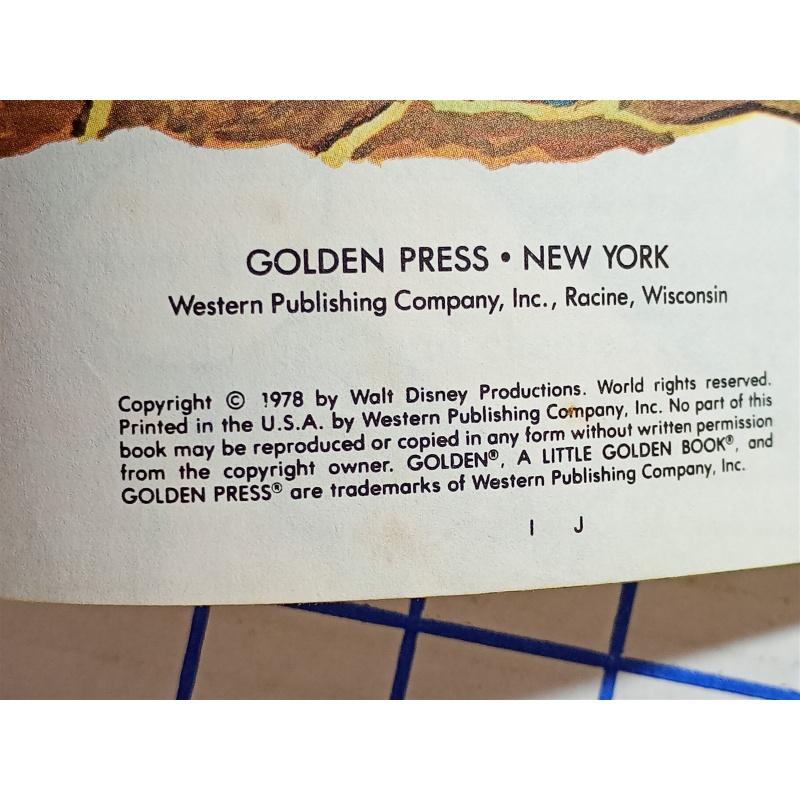 GOLDEN PRESS • NEW YORK
Western Publishing Company, Inc., Racine, Wisconsin
Copyright © 1978 by Walt Disney Productions. World rights reserved.
Printed in the U.S.A. by Western Publishing Company, Inc. No part of this
book may be reproduced or copied in any form without written permission
from the copyright owner. GOLDEN®, A LITTLE GOLDEN BOOK®, and
GOLDEN PRESS® are trademarks of Western Publishing Company, Inc.
I J